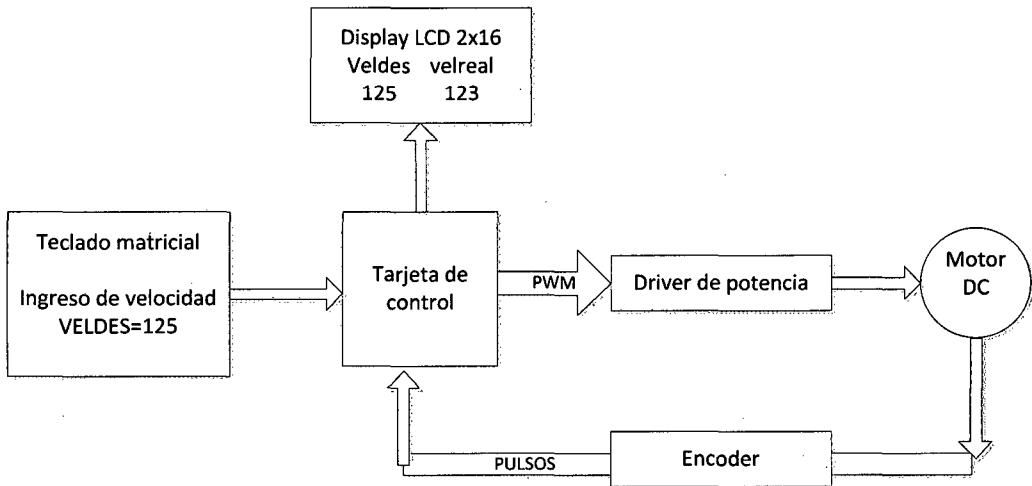 Display LCD 2x16
Veldes velreal
125 123
Teclado matricial
Ingreso de velocidad
VELDES=125
Tarjeta de
control
PWM
Driver de potencia
Motor
DC
PULSOS
Encoder